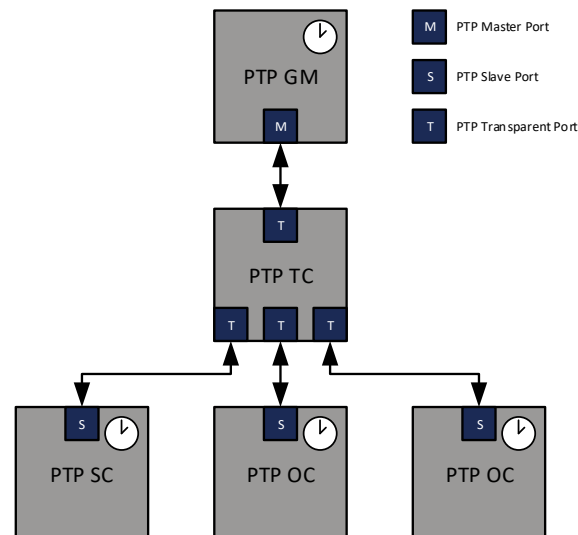 M PTP Master Port
PTP GM
S PTP Slave Port
M
T PTP Transparent Port
T
PTP TC
T T T
S S S
PTP SC PTP OC PTP OC